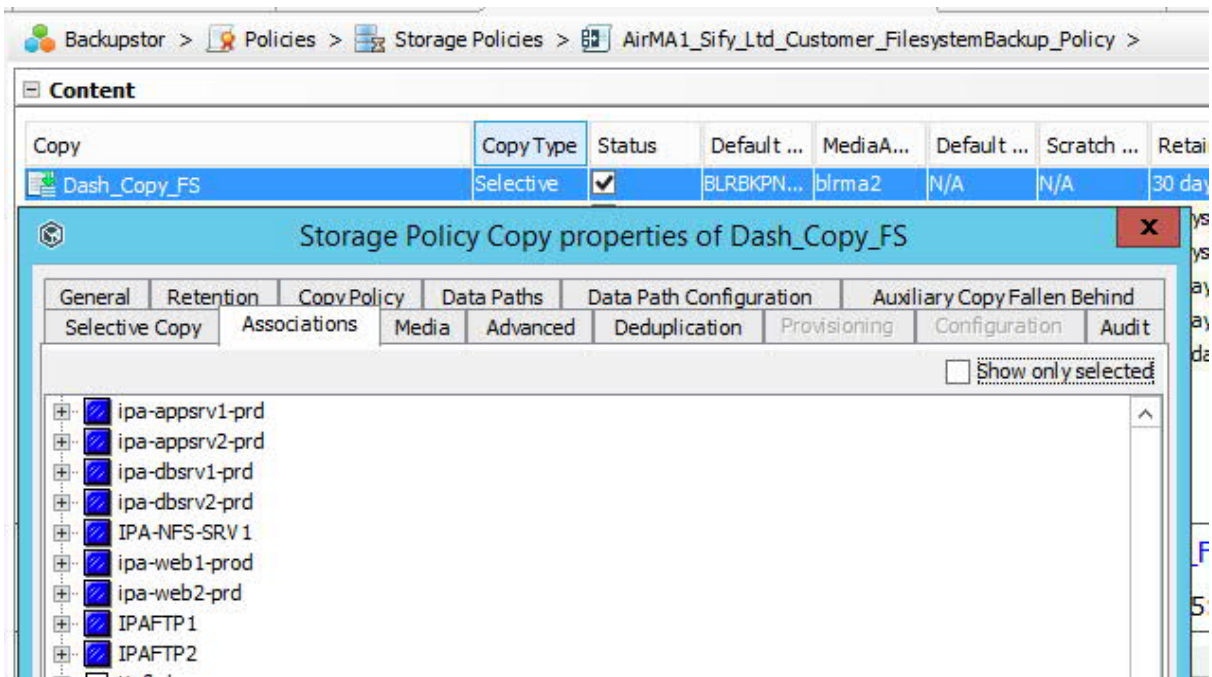 Backupstor > Policies > Storage Policies > AirMA1_Sify_Ltd_Customer_FilesystemBackup_Policy >
Content
Copy Copy Type Status Default ... MediaA... Default ... Scratch ... Retai
Dash_Copy_FS Selective BLRBKPN... blrma2 N/A N/A 30 day
Storage Policy Copy properties of Dash_Copy_FS x
General Retention Copy Policy Data Paths Data Path Configuration Auxiliary Copy Fallen Behind
Selective Copy Associations Media Advanced Deduplication Provisioning Configuration Audit
Show only selected
ipa-appsrv1-prd
ipa-appsrv2-prd
ipa-dbsrv1-prd
ipa-dbsrv2-prd
IPA-NFS-SRV1
ipa-web1-prod
ipa-web2-prd
IPAFTP1
IPAFTP2